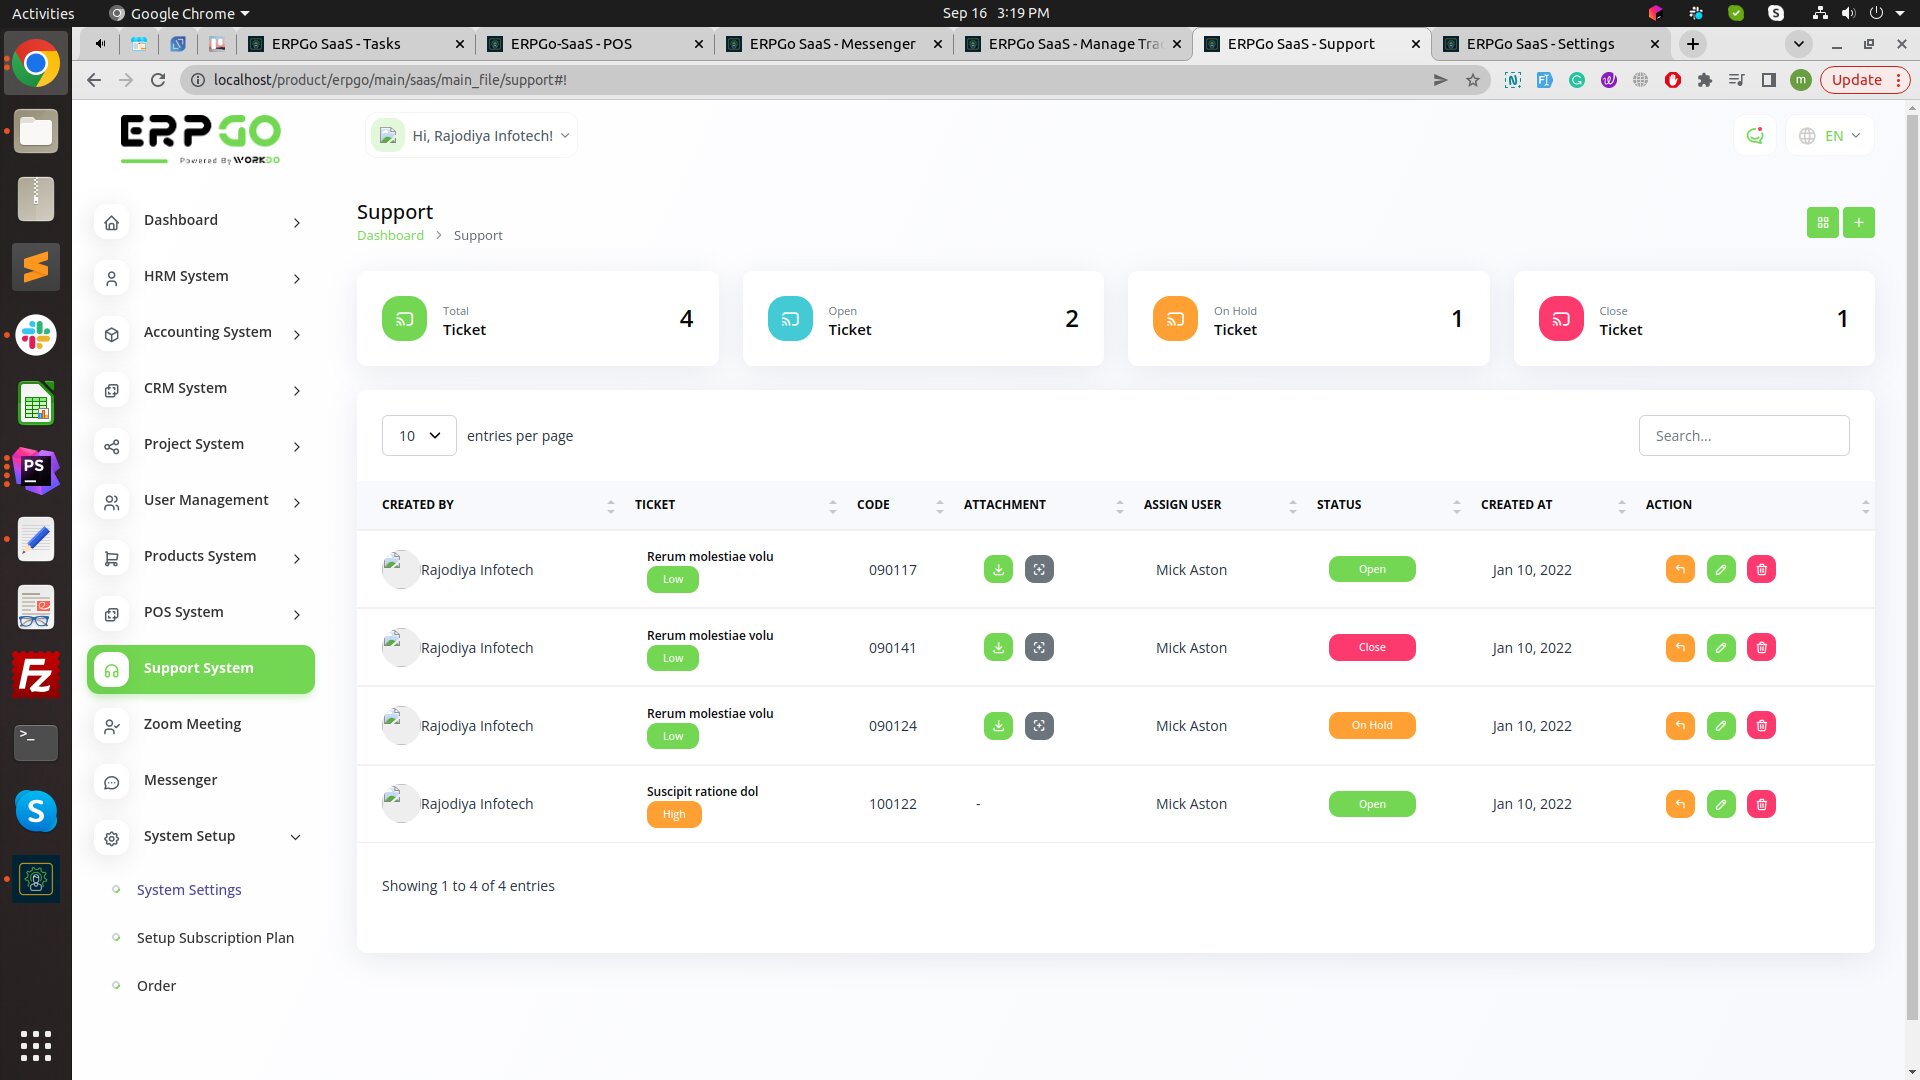 Activities
Google Chrome
Sep 16 3:19 PM
ERPGo SaaS - Tasks
ERPGo-SaaS - POS
ERPGo SaaS - Messenger
ERPGo SaaS - Manage Tra
ERPGo SaaS - Support
ERPGo SaaS - Settings
localhost/product/erpgo/main/saas/main_file/support#!
m
Update
ERPGO
Powered By WORKDO
Hi, Rajodiya Infotech!
EN
Dashboard
HRM System
Accounting System
CRM System
Project System
User Management
Products System
POS System
Support System
Zoom Meeting
Messenger
System Setup
System Settings
Setup Subscription Plan
Order
Support
Dashboard > Support
Total
Ticket
4
Open
Ticket
2
On Hold
Ticket
1
Close
Ticket
1
10 entries per page
Search...
CREATED BY TICKET CODE ATTACHMENT ASSIGN USER STATUS CREATED AT ACTION
Rerum molestiae volu
Rajodiya Infotech Low 090117 Mick Aston Open Jan 10, 2022
Rerum molestiae volu
Rajodiya Infotech Low 090141 Mick Aston Close Jan 10, 2022
Rerum molestiae volu
Rajodiya Infotech Low 090124 Mick Aston On Hold Jan 10, 2022
Suscipit ratione dol
Rajodiya Infotech High 100122 - Mick Aston Open Jan 10, 2022
Showing 1 to 4 of 4 entries
PS
Fz
>_
S